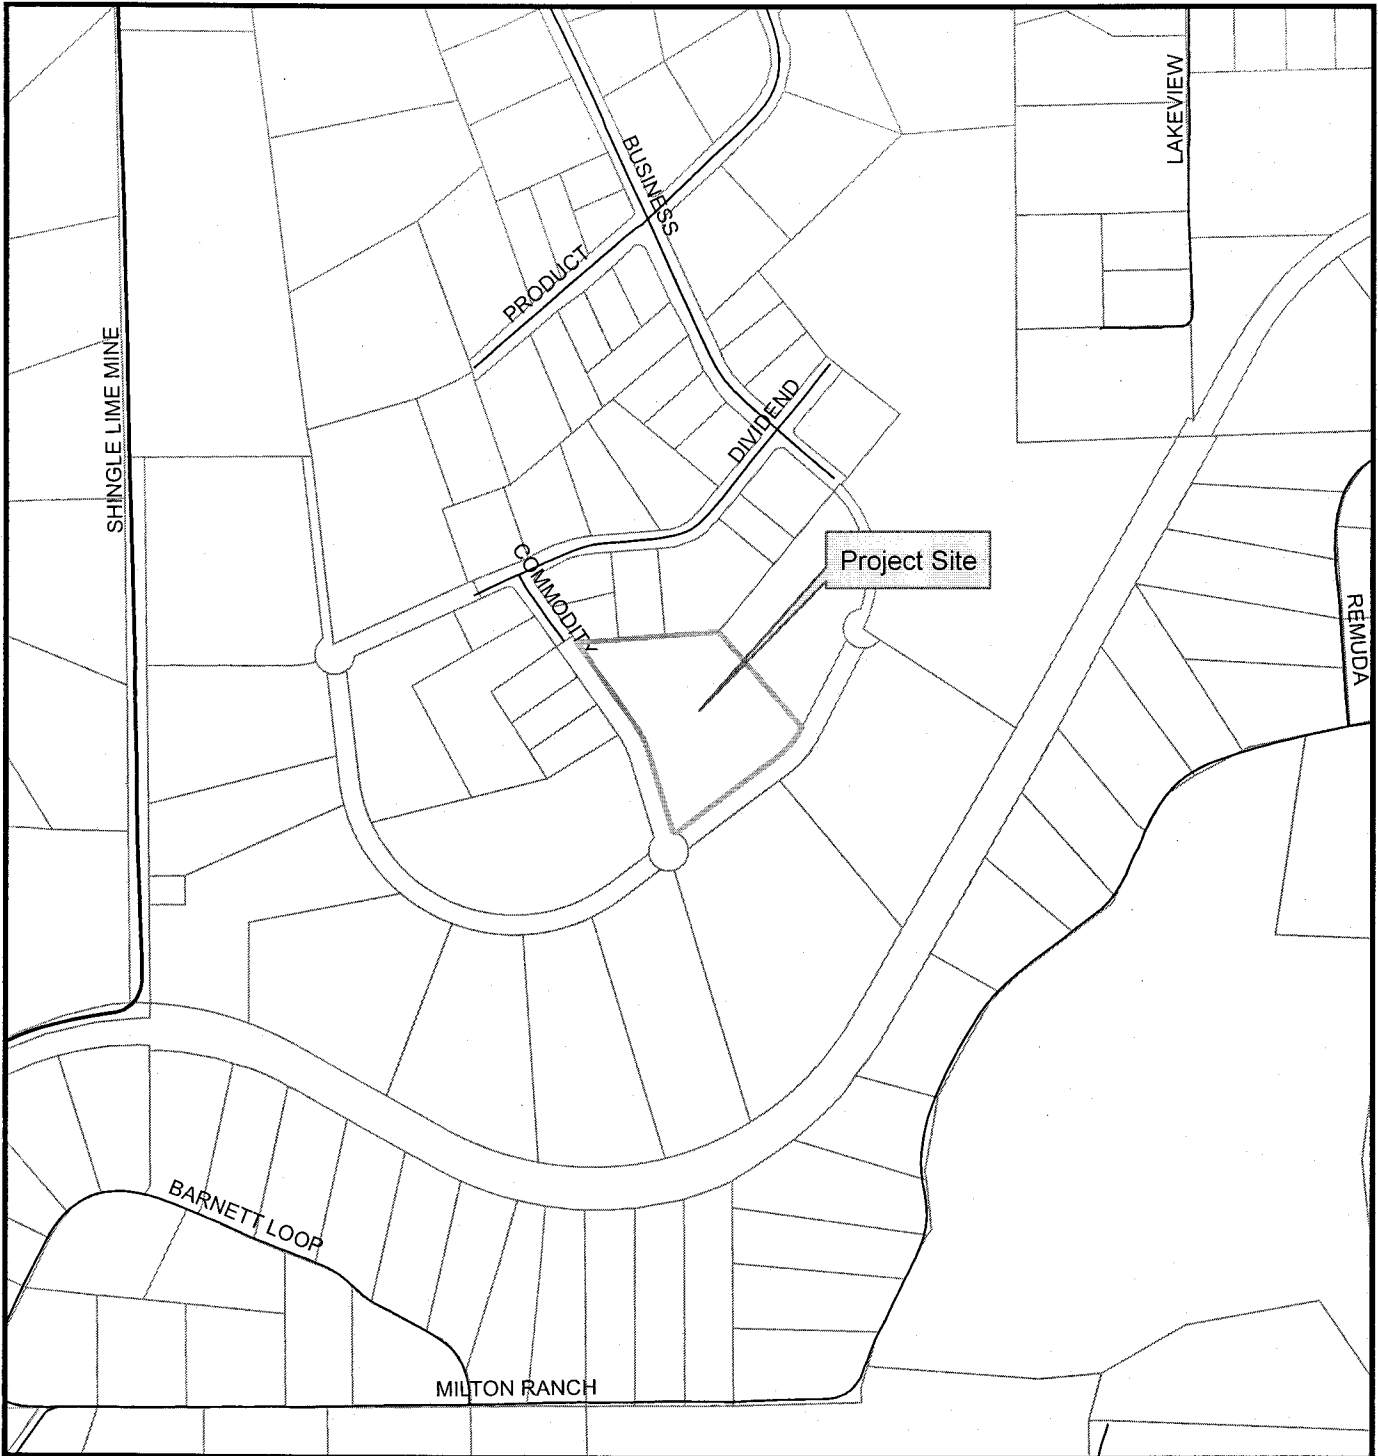 LAKEVIEW
BUSINESS
PRODUCT
SHINGLE LIME MINE
DIVIDEND
COMMODITY
Project Site
REMUDA
BARNETT LOOP
MILTON RANCH